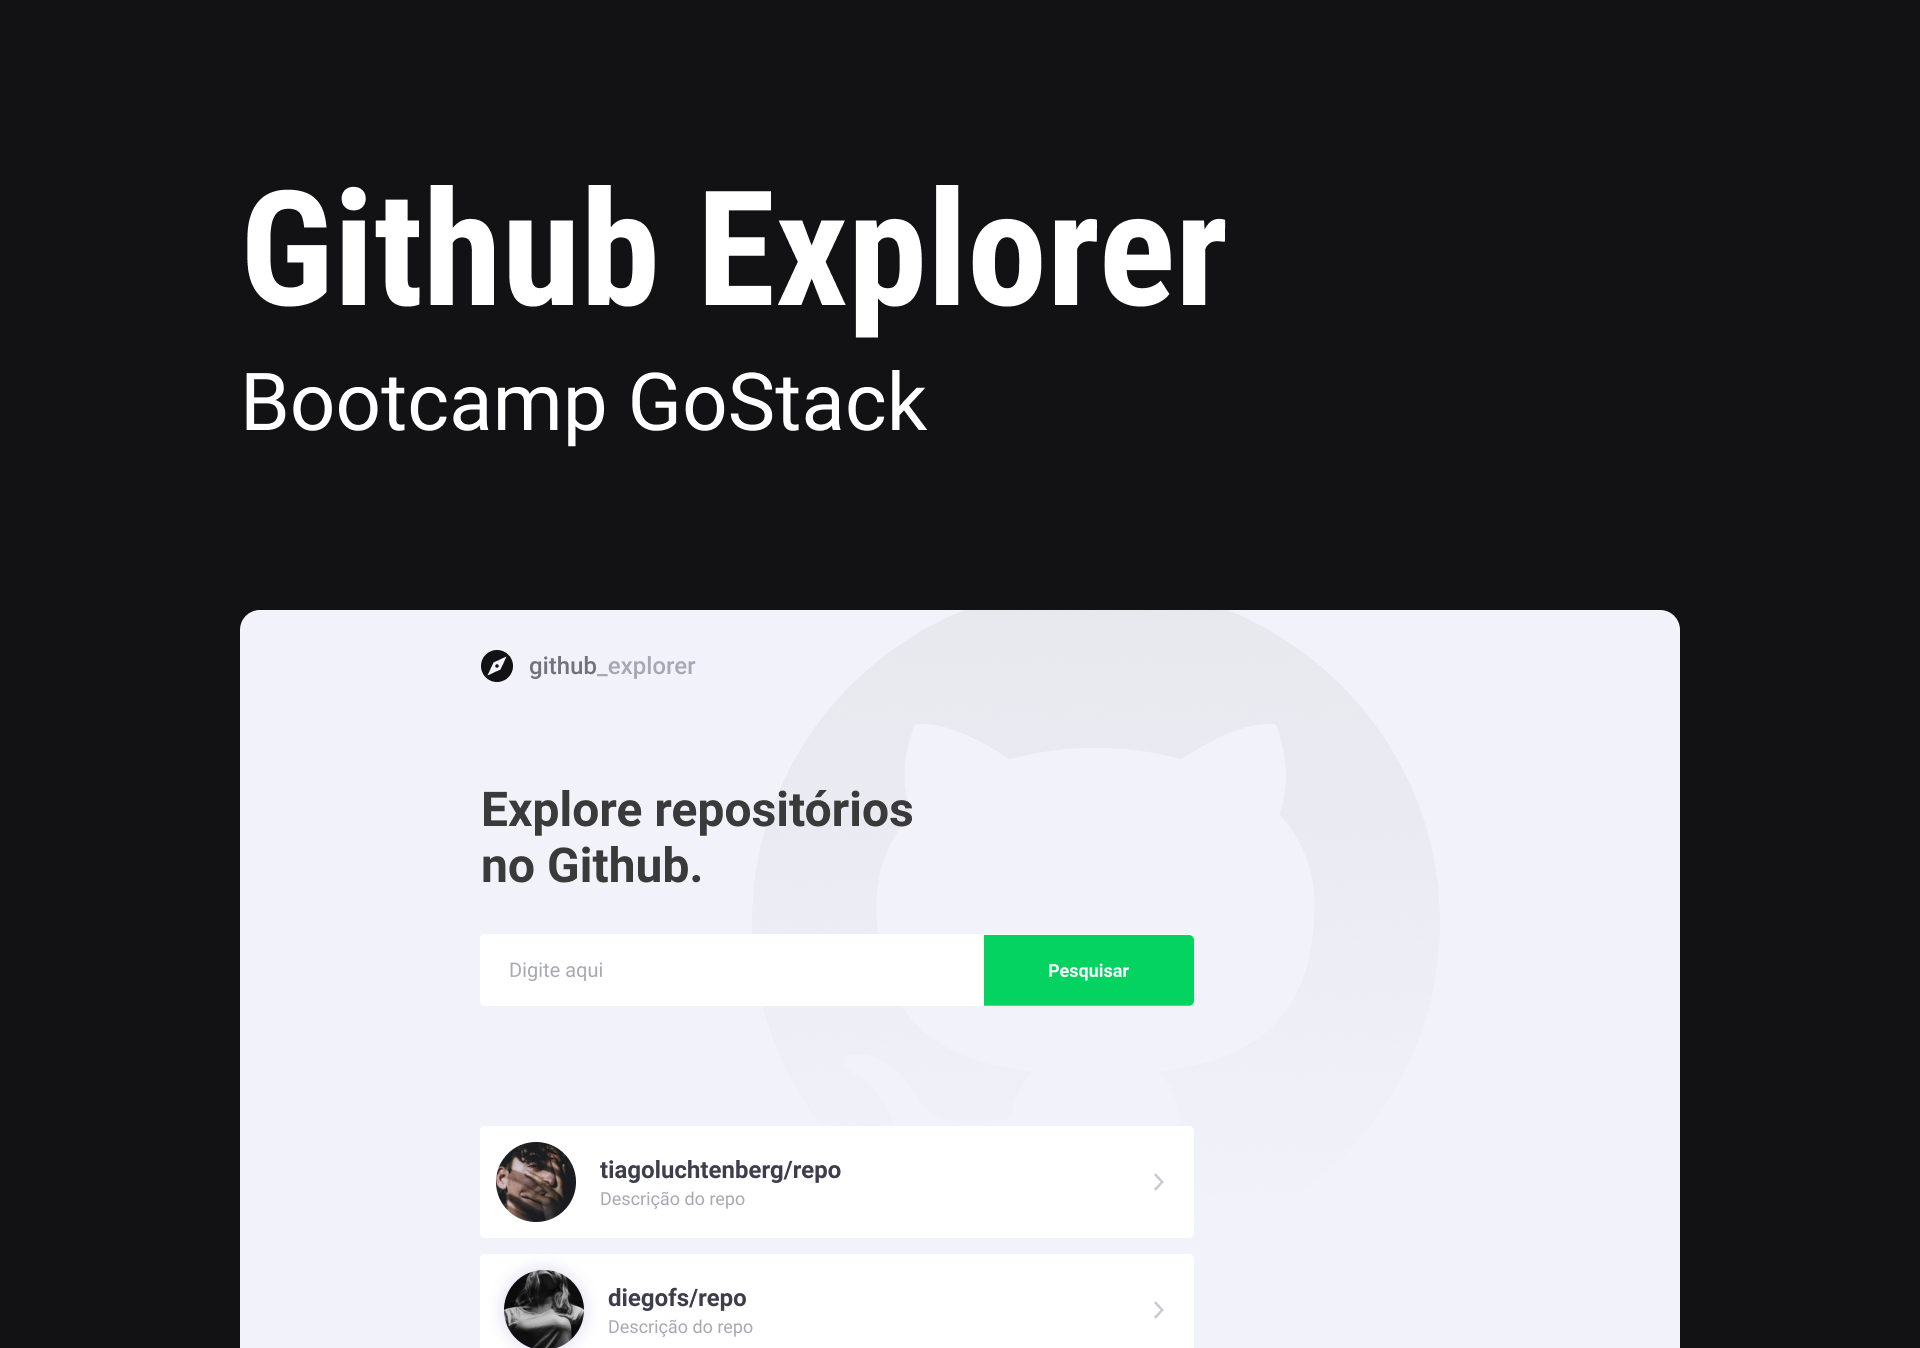 Github Explorer
Bootcamp GoStack
github_explorer
Explore repositórios
no Github.
Digite aqui
Pesquisar
tiagoluchtenberg/repo
Descrição do repo
diegofs/repo
Descrição do repo